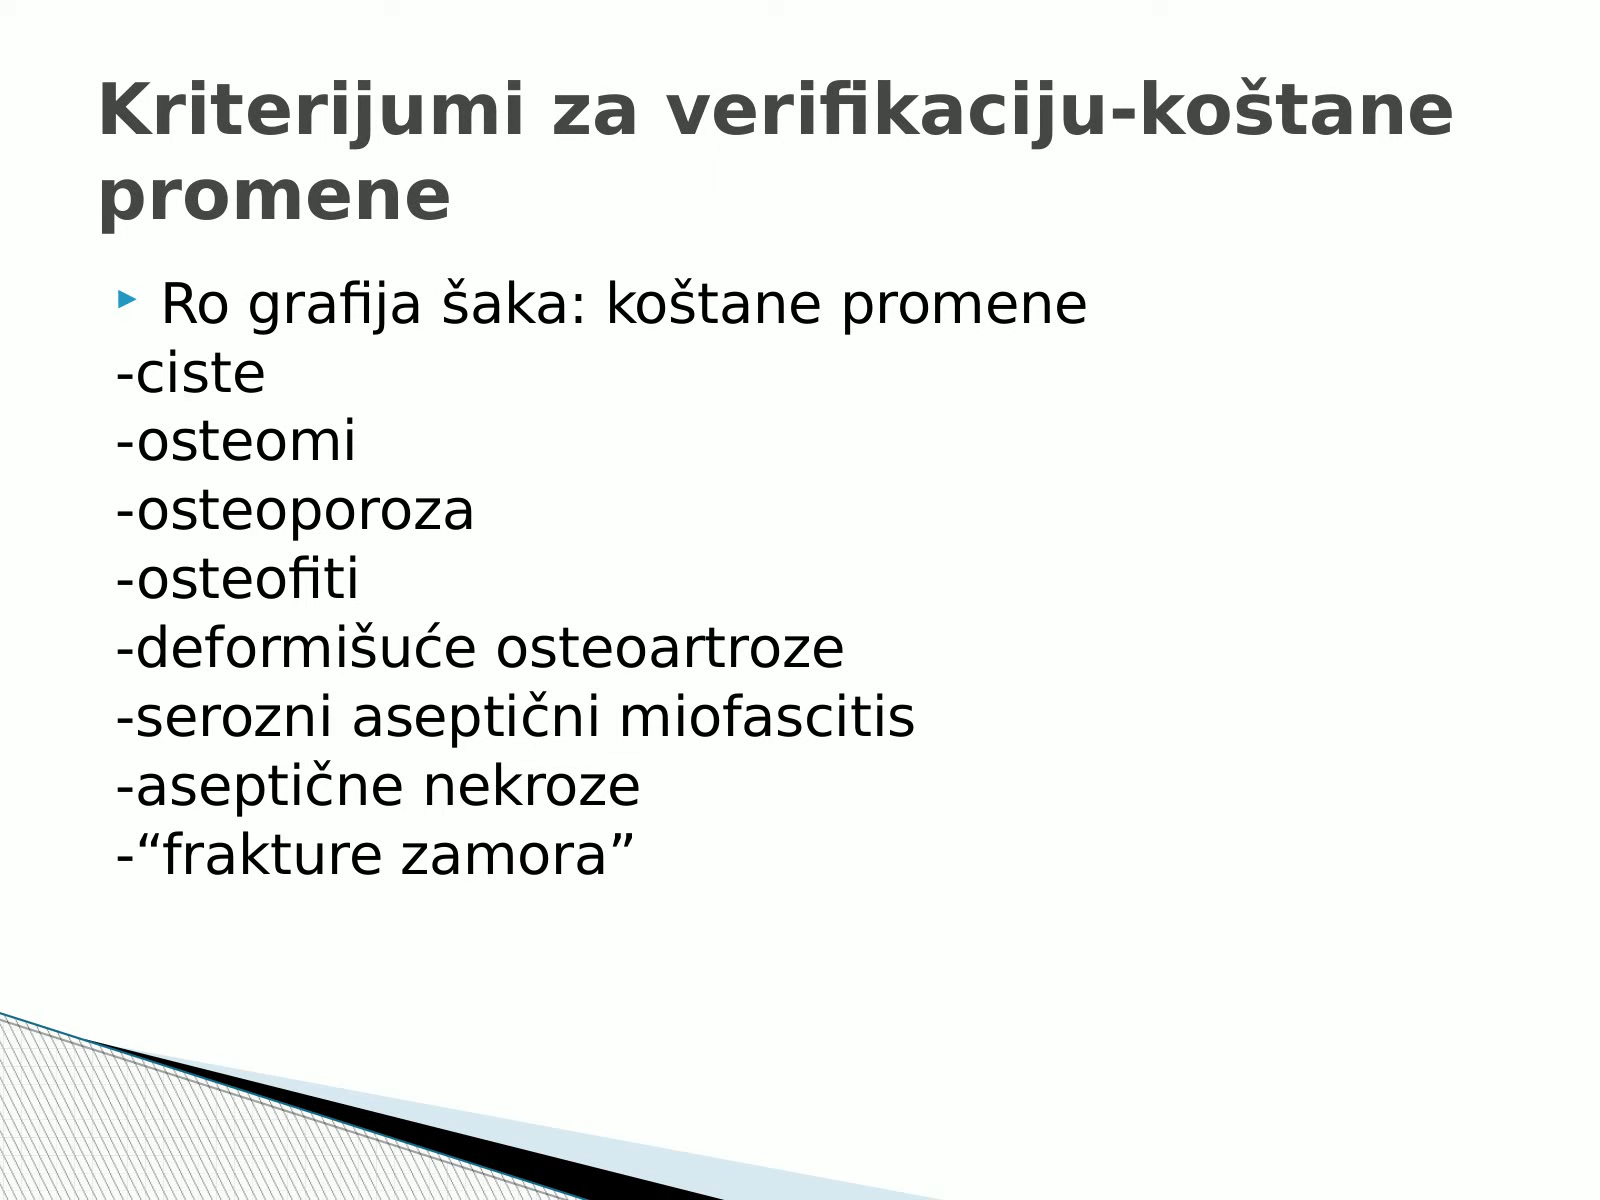 Kriterijumi za verifikaciju-koštane
promene
Ro grafija šaka: koštane promene
-ciste
-osteomi
-osteoporoza
-osteofiti
-deformišuće osteoartroze
-serozni aseptični miofascitis
-aseptične nekroze
-“frakture zamora”